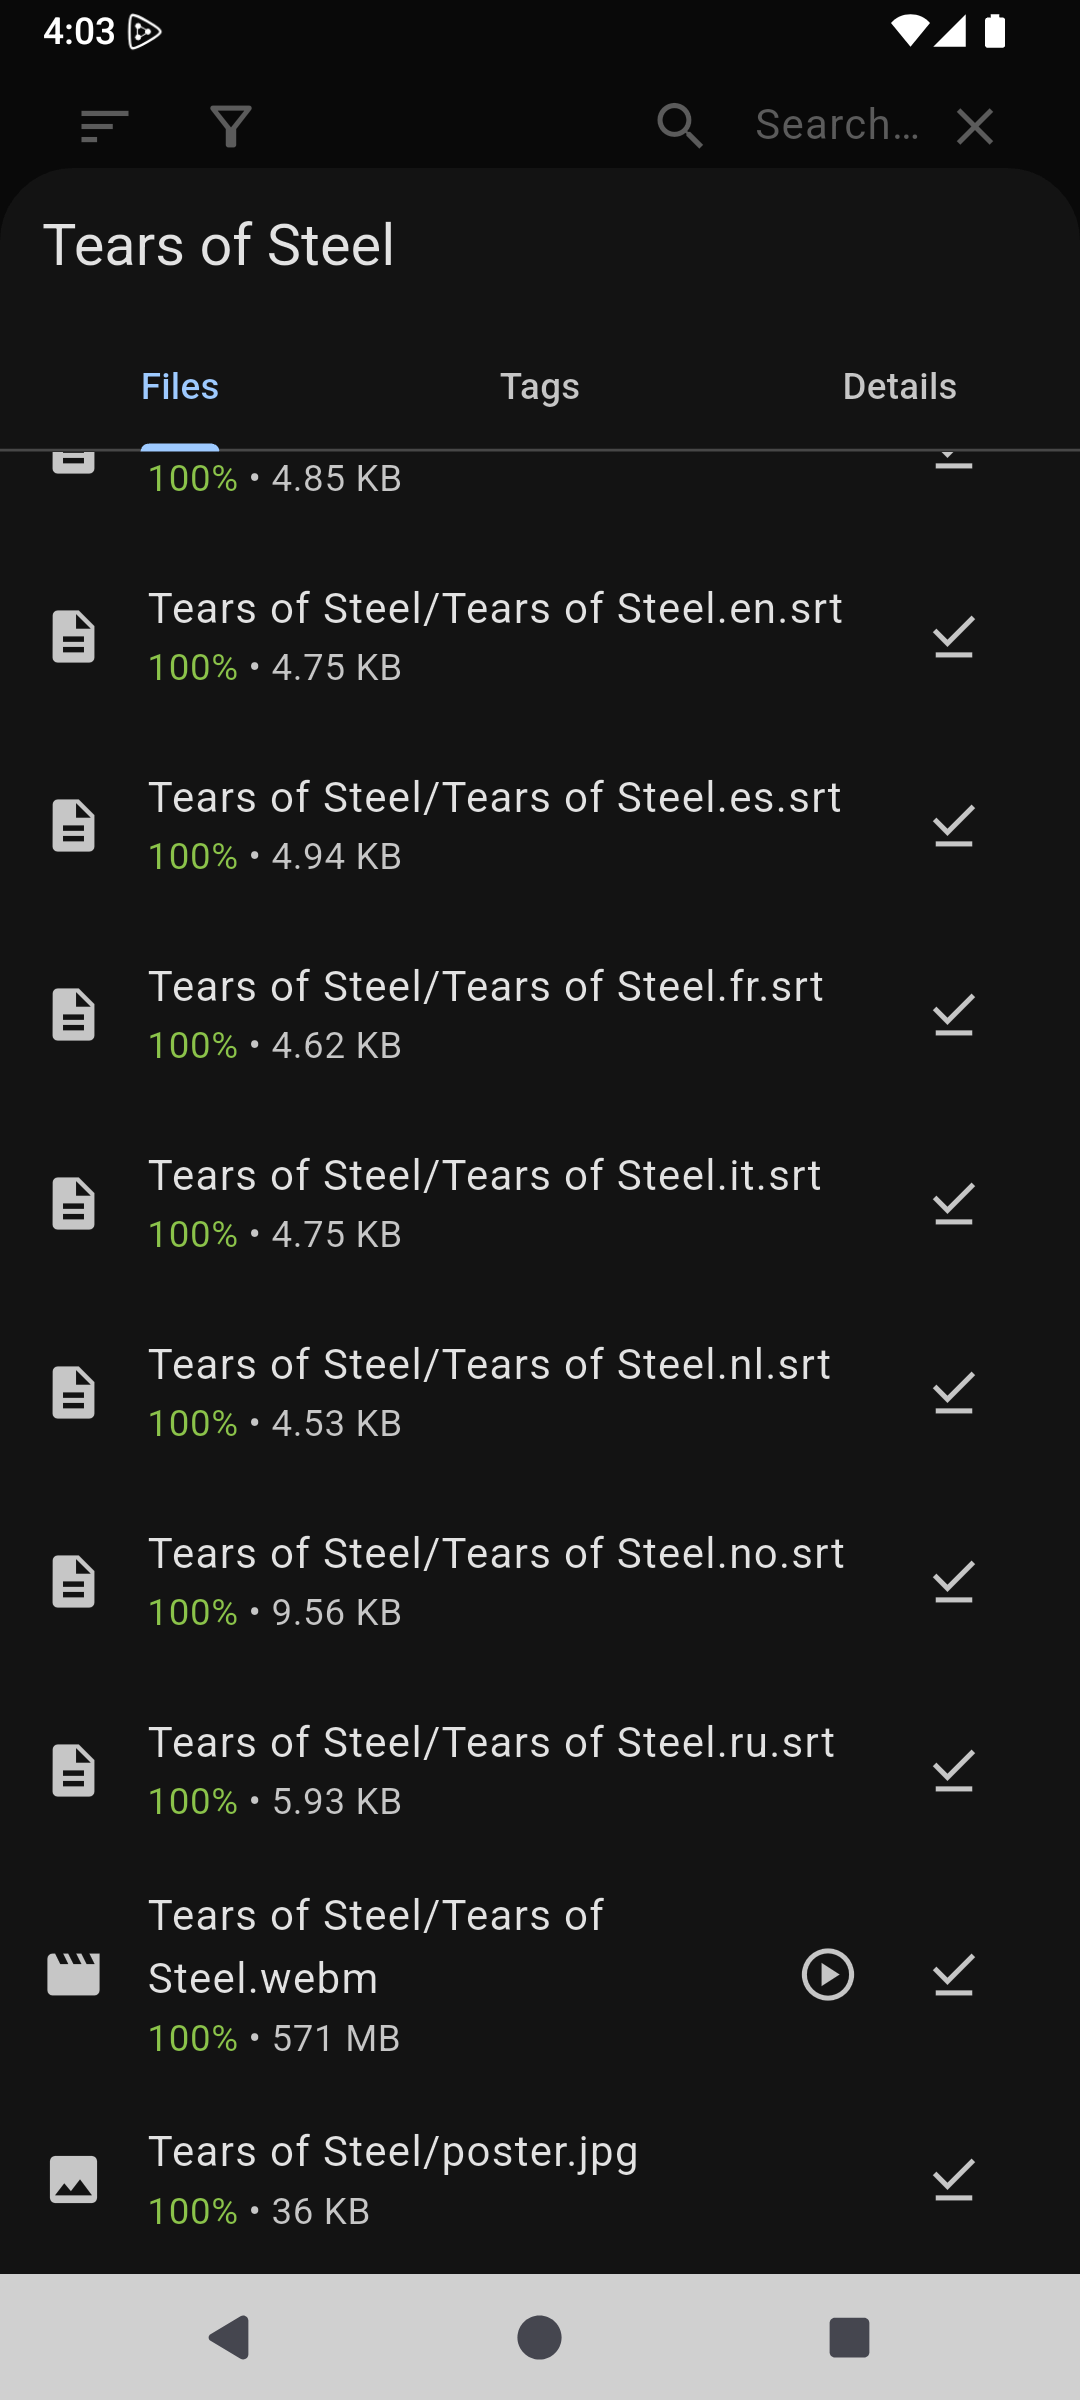 4:03
Search...
Tears of Steel
Files
Tags
Details
100% • 4.85 KB
Tears of Steel/Tears of Steel.en.srt
100% • 4.75 KB
Tears of Steel/Tears of Steel.es.srt
100% • 4.94 KB
Tears of Steel/Tears of Steel.fr.srt
100% • 4.62 KB
Tears of Steel/Tears of Steel.it.srt
100% • 4.75 KB
Tears of Steel/Tears of Steel.nl.srt
100% • 4.53 KB
Tears of Steel/Tears of Steel.no.srt
100% • 9.56 KB
Tears of Steel/Tears of Steel.ru.srt
100% • 5.93 KB
Tears of Steel/Tears of
Steel.webm
100% • 571 MB
Tears of Steel/poster.jpg
100% • 36 KB